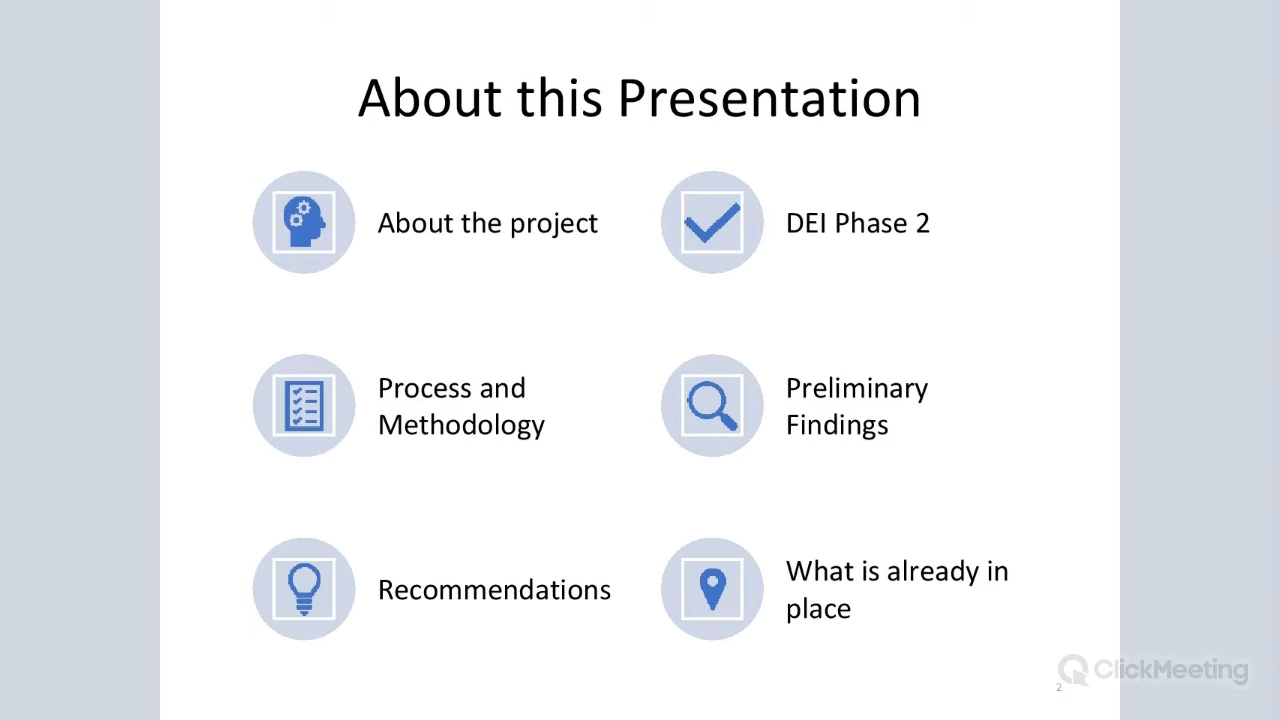 About this Presentation
About the project
DEI Phase 2
Process and
Methodology
Preliminary
Findings
Recommendations
What is already in
place
ClickMeeting
2